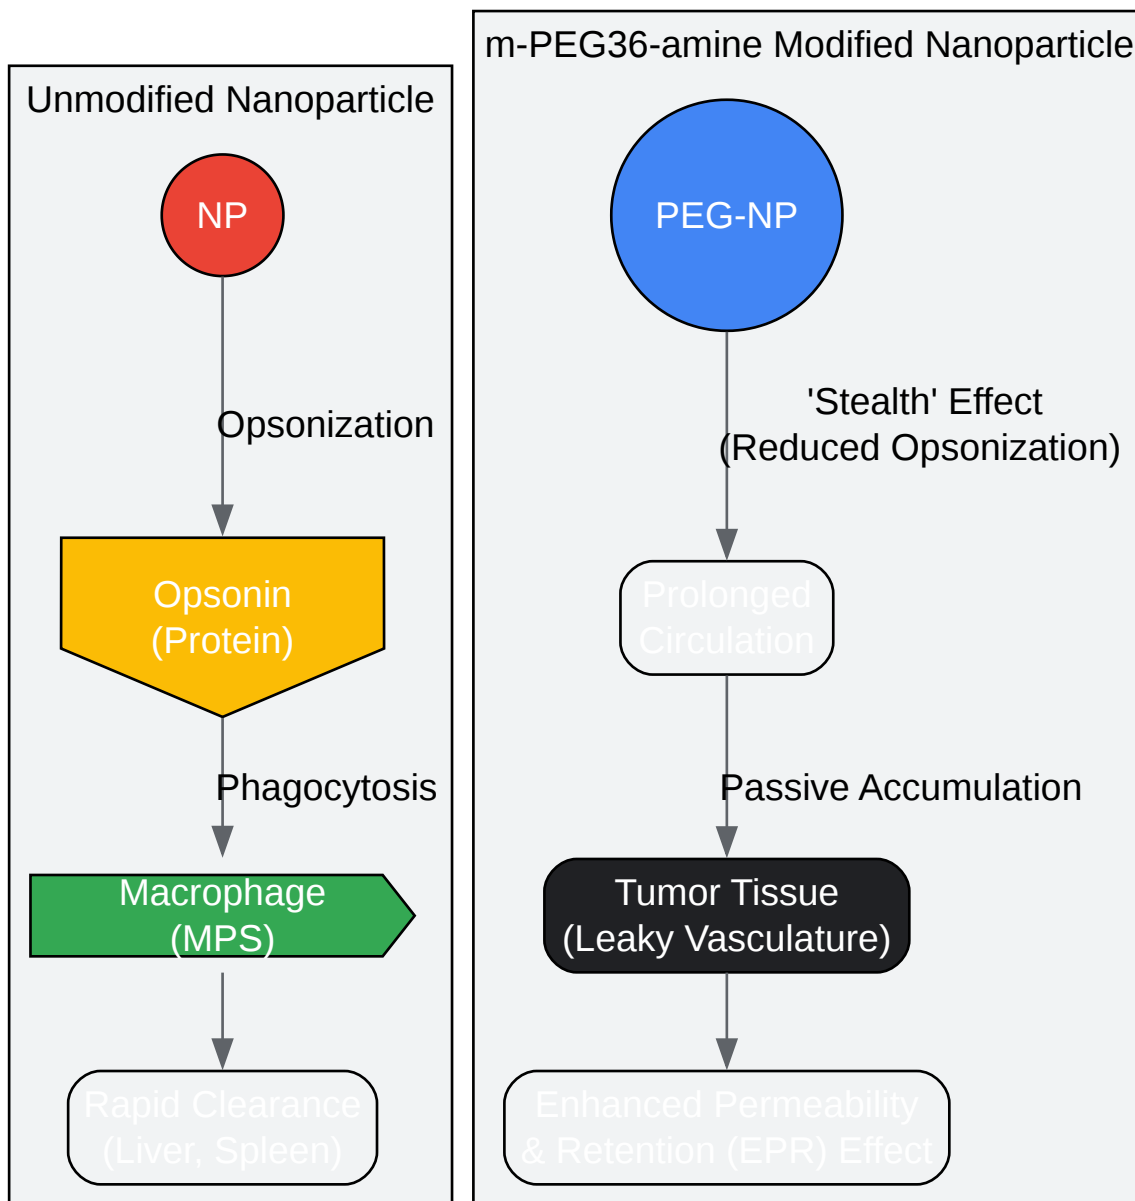 Unmodified Nanoparticle
NP
Opsonization
Opsonin
(Protein)
Phagocytosis
Macrophage
(MPS)
Rapid Clearance
(Liver, Spleen)
m-PEG36-amine Modified Nanoparticle
PEG-NP
'Stealth' Effect
(Reduced Opsonization)
Prolonged
Circulation
Passive Accumulation
Tumor Tissue
(Leaky Vasculature)
Enhanced Permeability
& Retention (EPR) Effect